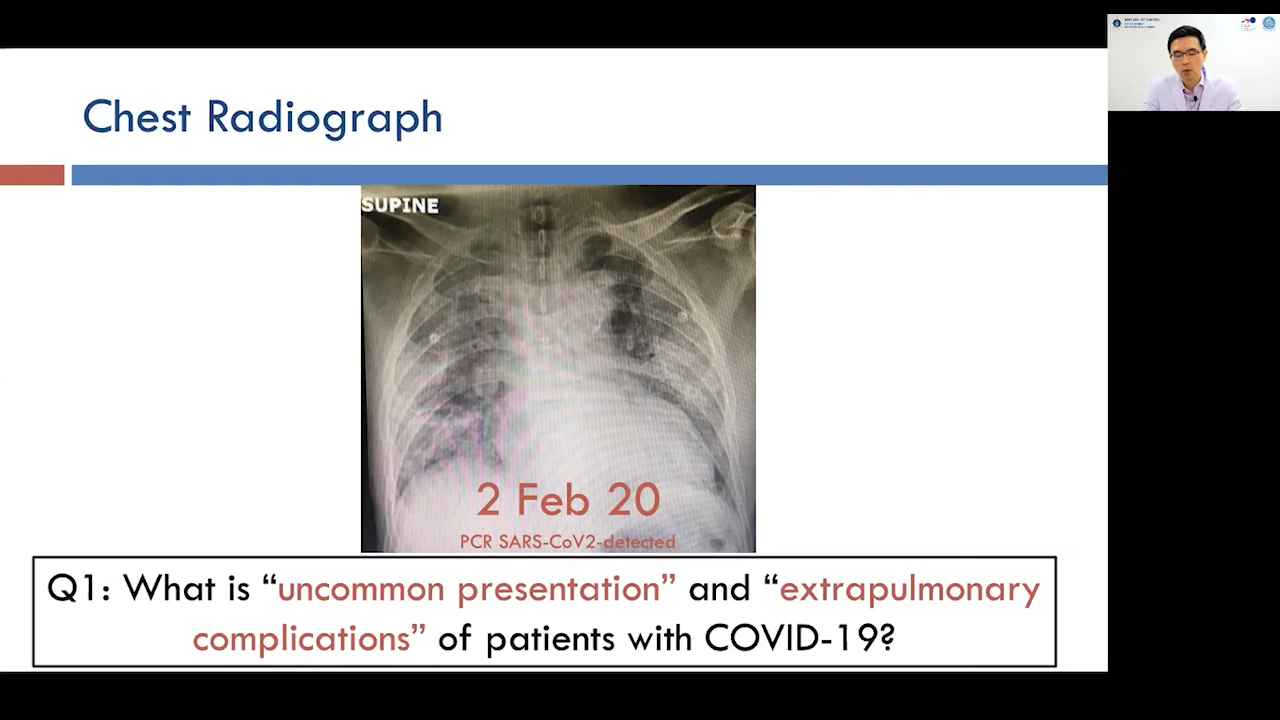 Chest Radiograph
SUPINE
2 Feb 20
PCR SARS-CoV2-detected
Q1: What is “uncommon presentation” and “extrapulmonary
complications” of patients with COVID-19?